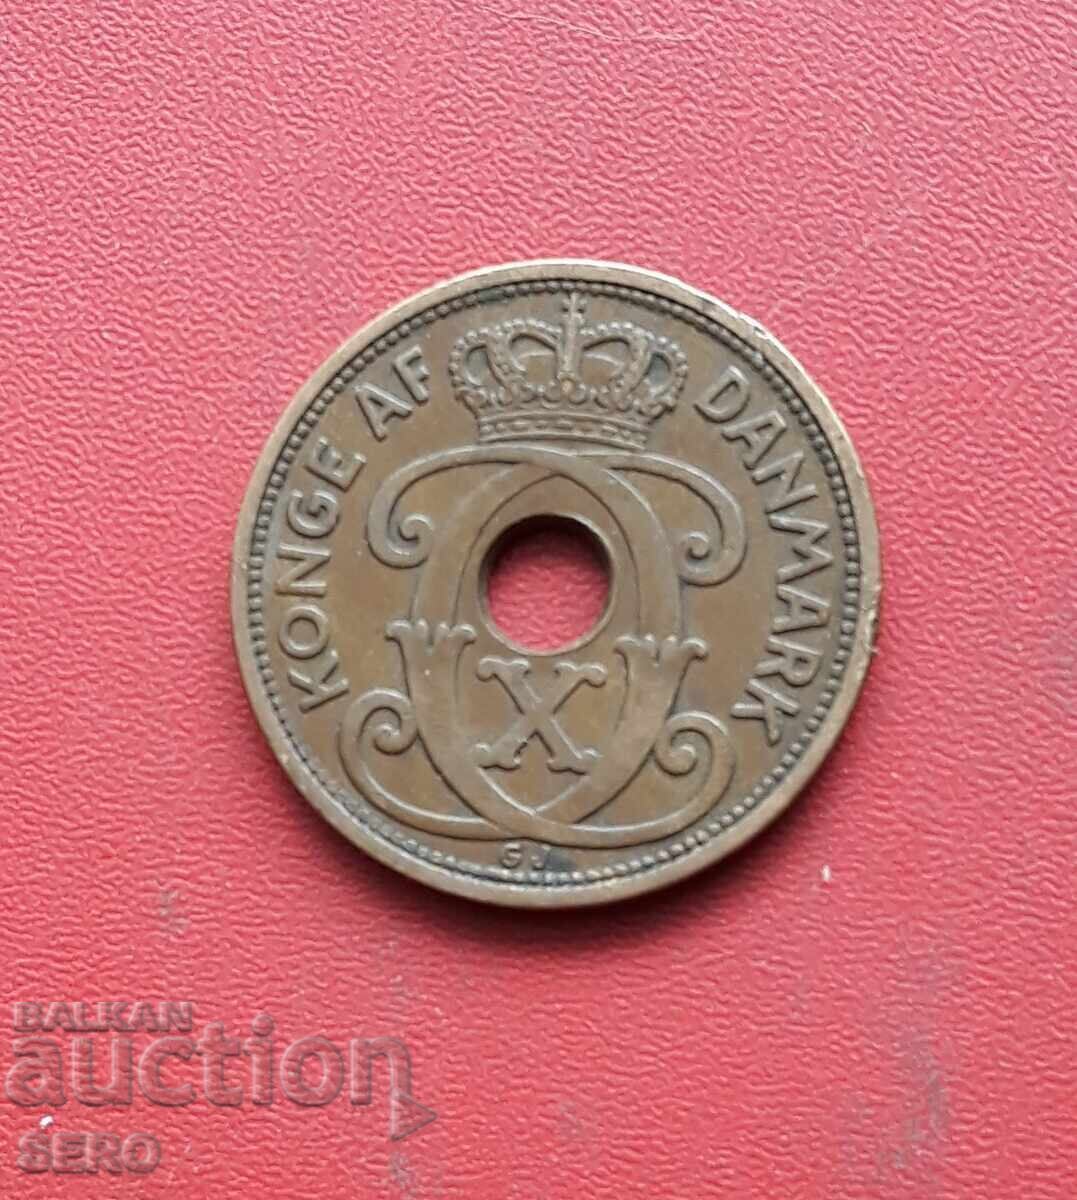 KONGE AF DANMARK
X
GJ
BALKAN
auction
SERO